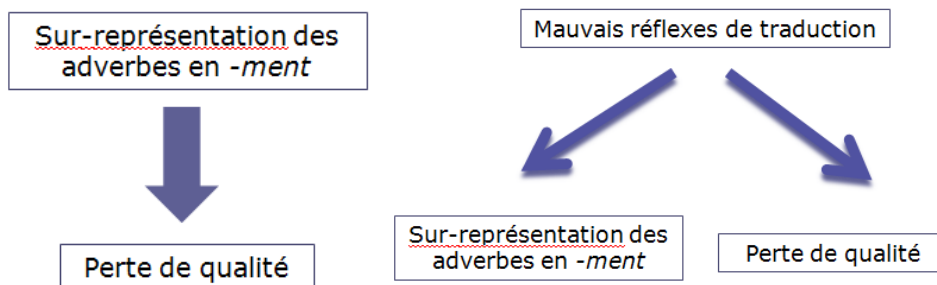 Sur-représentation des
adverbes en -ment
Perte de qualité
Mauvais réflexes de traduction
Sur-représentation des
adverbes en -ment
Perte de qualité